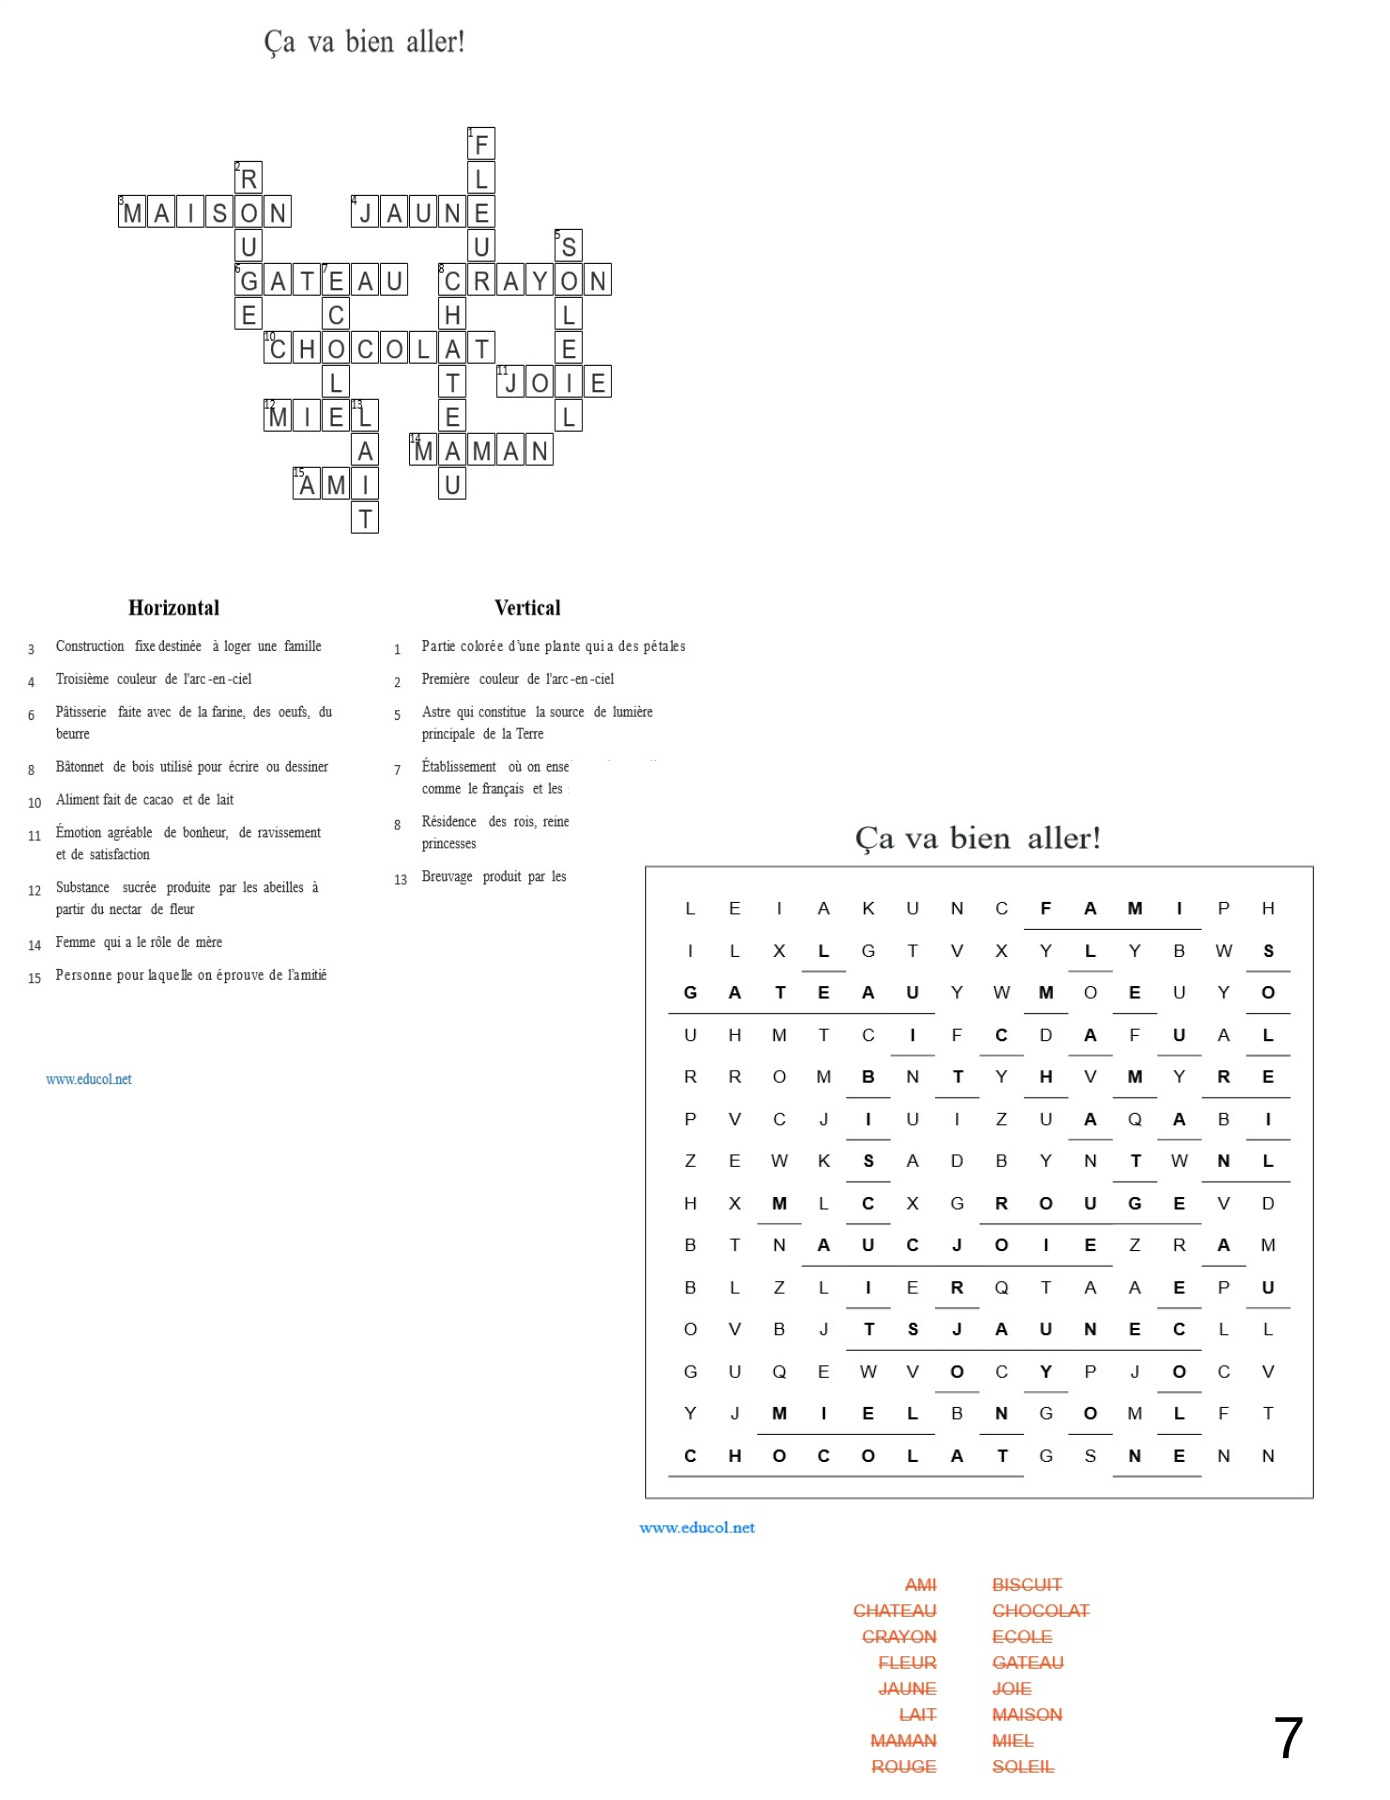 Ça va bien aller!
1 F
2 R L
3 M A I S O N 4 J A U N E
U U 5 S
6 G A T 7 E A U 8 C R A Y O N
E C H L
10 C H O C O L A T E
L T 11 J O I E
12 M I E 13 L E L
A 14 M A M A N
15 A M I U
T
Horizontal
3 Construction fixe destinée à loger une famille
4 Troisième couleur de l'arc-en-ciel
6 Pâtisserie faite avec de la farine, des oeufs, du
beurre
8 Bâtonnet de bois utilisé pour écrire ou dessiner
10 Aliment fait de cacao et de lait
11 Émotion agréable de bonheur, de ravissement
et de satisfaction
12 Substance sucrée produite par les abeilles à
partir du nectar de fleur
14 Femme qui a le rôle de mère
15 Personne pour laquelle on éprouve de l'amitié
www.educol.net
Vertical
1 Partie colorée d'une plante qui a des pétales
2 Première couleur de l'arc-en-ciel
5 Astre qui constitue la source de lumière
principale de la Terre
7 Établissement où on ense
comme le français et les
8 Résidence des rois, reine
princesses
13 Breuvage produit par les
Ça va bien aller!
L E I A K U N C F A M I P H
I L X L G T V X Y L Y B W S
G A T E A U Y W M O E U Y O
U H M T C I F C D A F U A L
R R O M B N T Y H V M Y R E
P V C J I U I Z U A Q A B I
Z E W K S A D B Y N T W N L
H X M L C X G R O U G E V D
B T N A U C J O I E Z R A M
B L Z L I E R Q T A A E P U
O V B J T S J A U N E C L L
G U Q E W V O C Y P J O C V
Y J M I E L B N G O M L F T
C H O C O L A T G S N E N N
www.educol.net
AMI BISCUIT
CHATEAU CHOCOLAT
CRAYON ECOLE
FLEUR GATEAU
JAUNE JOIE
LAIT MAISON
MAMAN MIEL
ROUGE SOLEIL
7